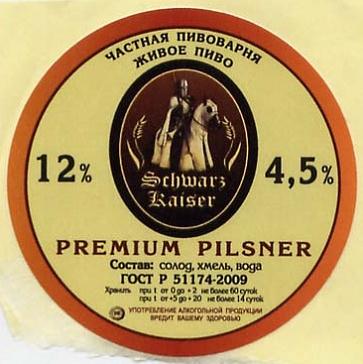 ЧАСТНАЯ ПИВОВАРНЯ
ЖИВОЕ ПИВО
12%
4,5%
Schwarz
Kaiser
PREMIUM PILSNER
Состав: солод, хмель, вода
ГОСТ Р 51174-2009
Хранить при t от 0 до + 2 не более 60 суток
при t от +5 до + 20 не более 14 суток
УПОТРЕБЛЕНИЕ АЛКОГОЛЬНОЙ ПРОДУКЦИИ
ВРЕДИТ ВАШЕМУ ЗДОРОВЬЮ